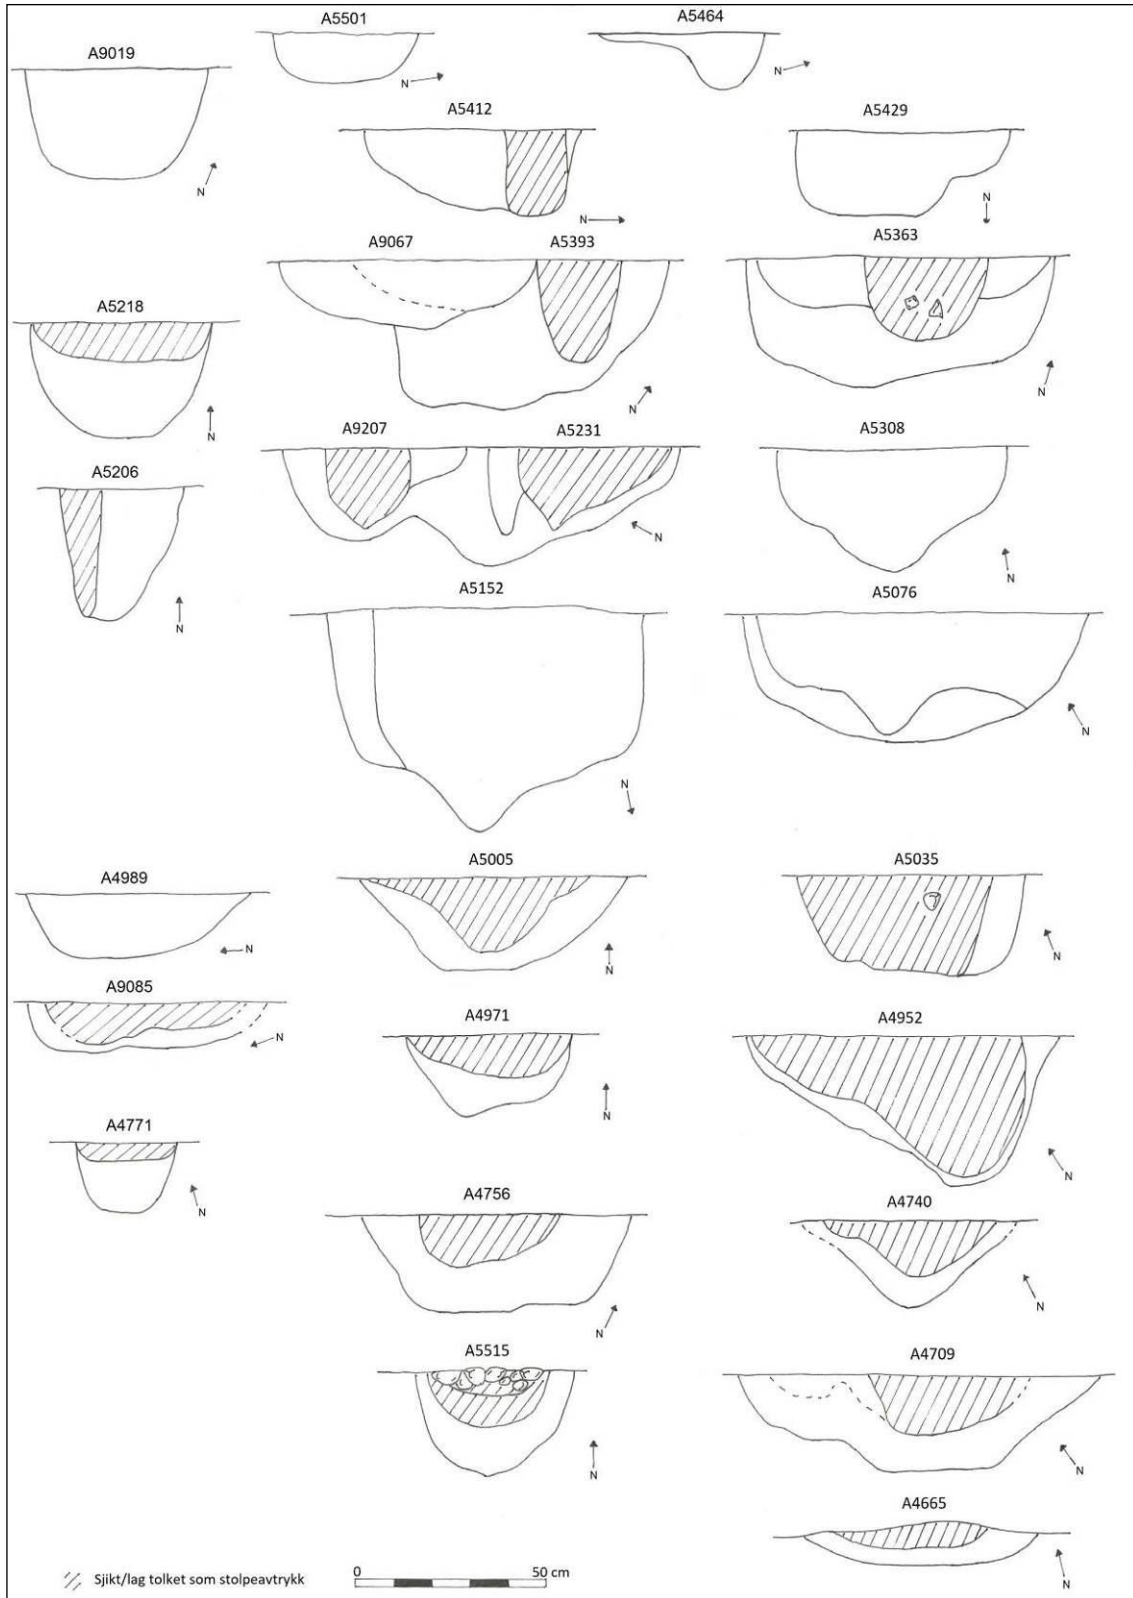 A5501
A5464
A9019
N
N
A5412
A5429
N
N
N
A9067 A5393
A5363
A5218
N
N
N
A9207 A5231
A5308
A5206
N
N
N
A5152
A5076
N
N
A5005
A5035
A4989
N
N
N
A9085
A4971
A4952
N
N
N
A4771
N
A4756
A4740
N
N
A5515
A4709
N
N
A4665
N
Sjikt/lag tolket som stolpeavtrykk
0 50 cm